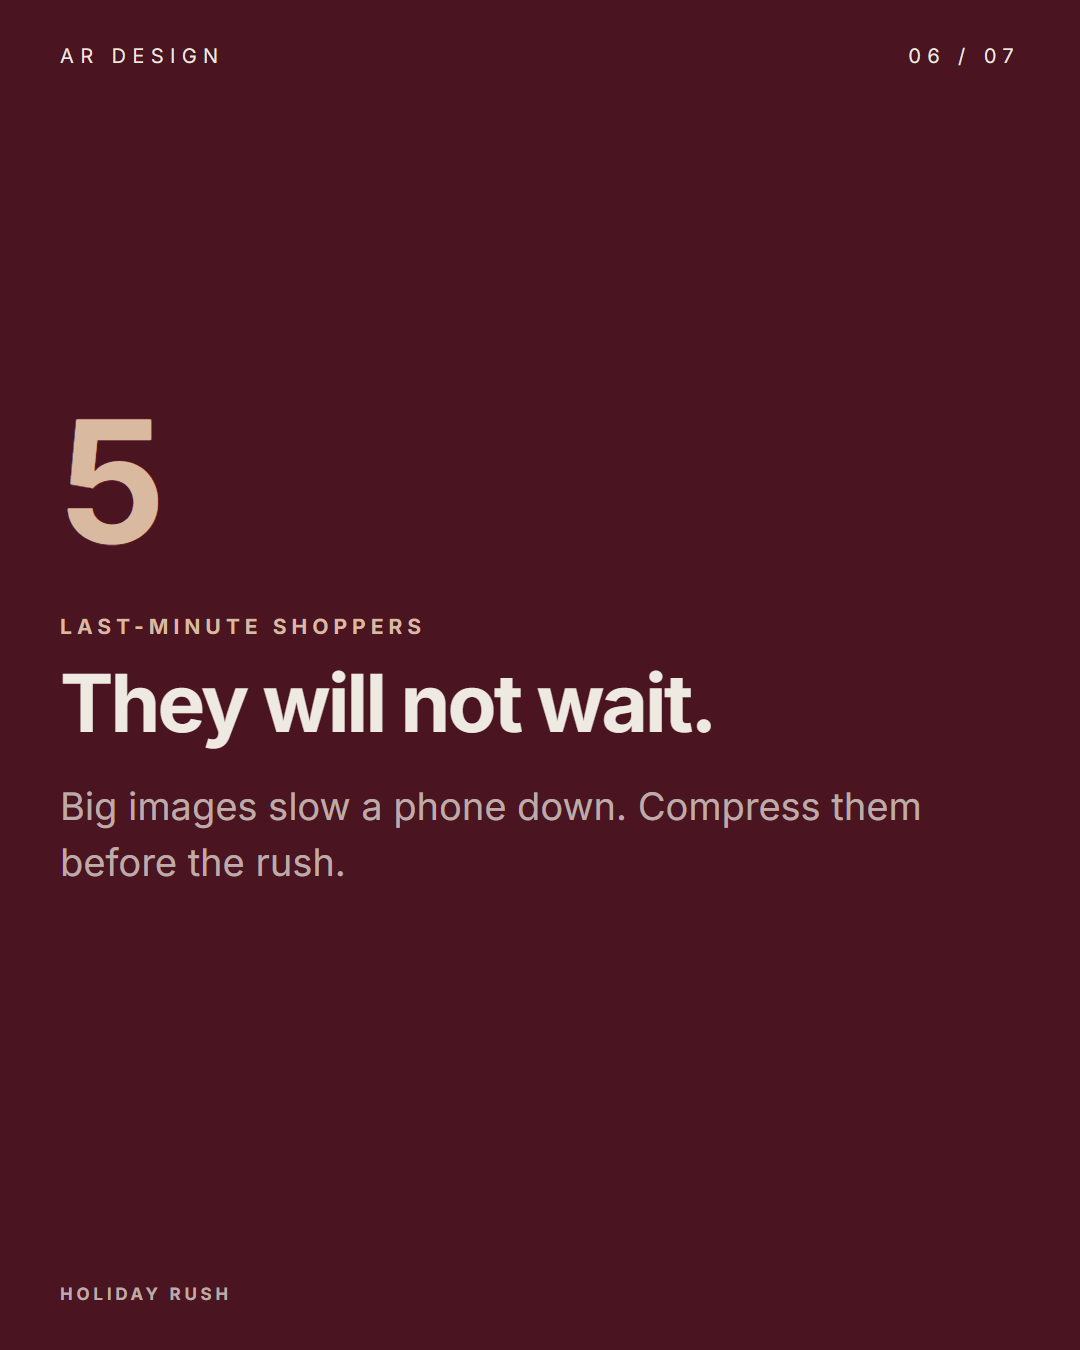 AR DESIGN
06 / 07
5
LAST-MINUTE SHOPPERS
They will not wait.
Big images slow a phone down. Compress them
before the rush.
HOLIDAY RUSH